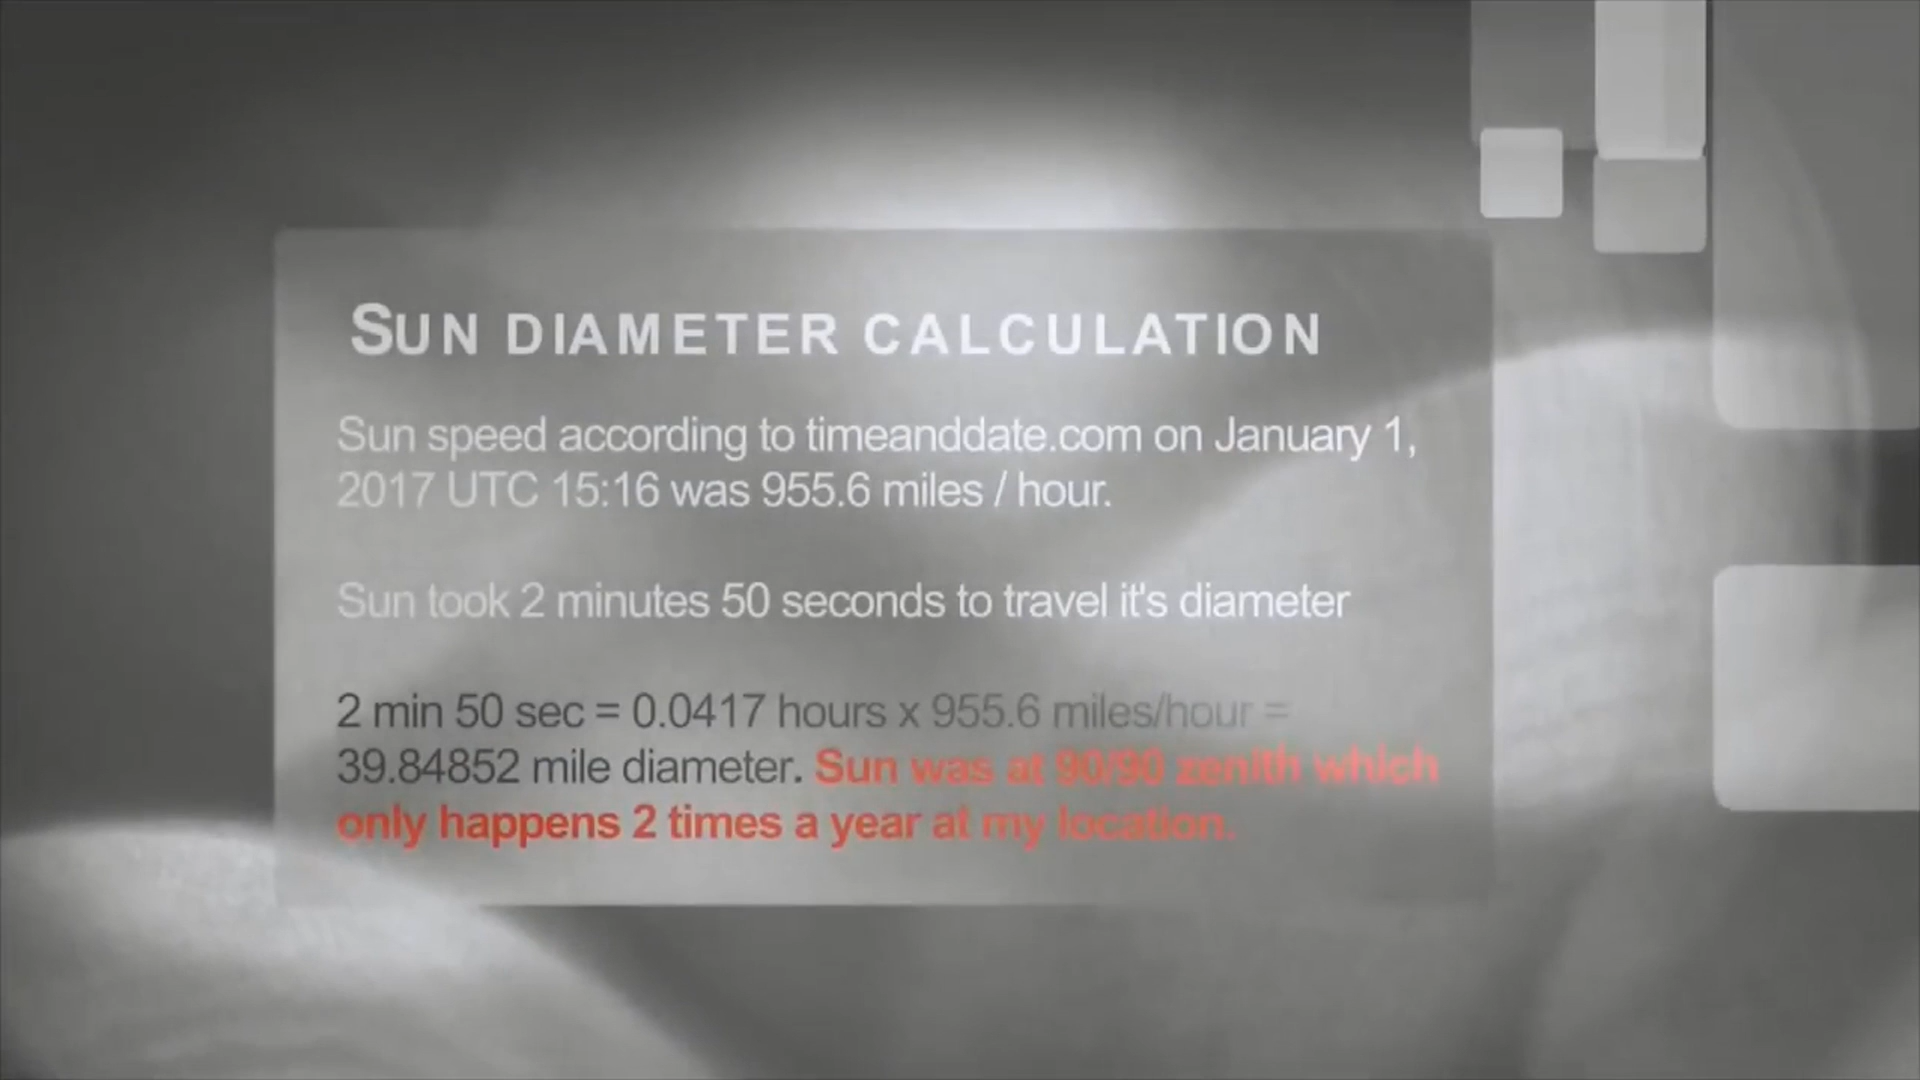 SUN DIAMETER CALCULATION
Sun speed according to timeanddate.com on January 1,
2017 UTC 15:16 was 955.6 miles / hour.
Sun took 2 minutes 50 seconds to travel it's diameter
2 min 50 sec = 0.0417 hours x 955.6 miles/hour =
39.84852 mile diameter. Sun was at 90/90 zenith which
only happens 2 times a year at my location.